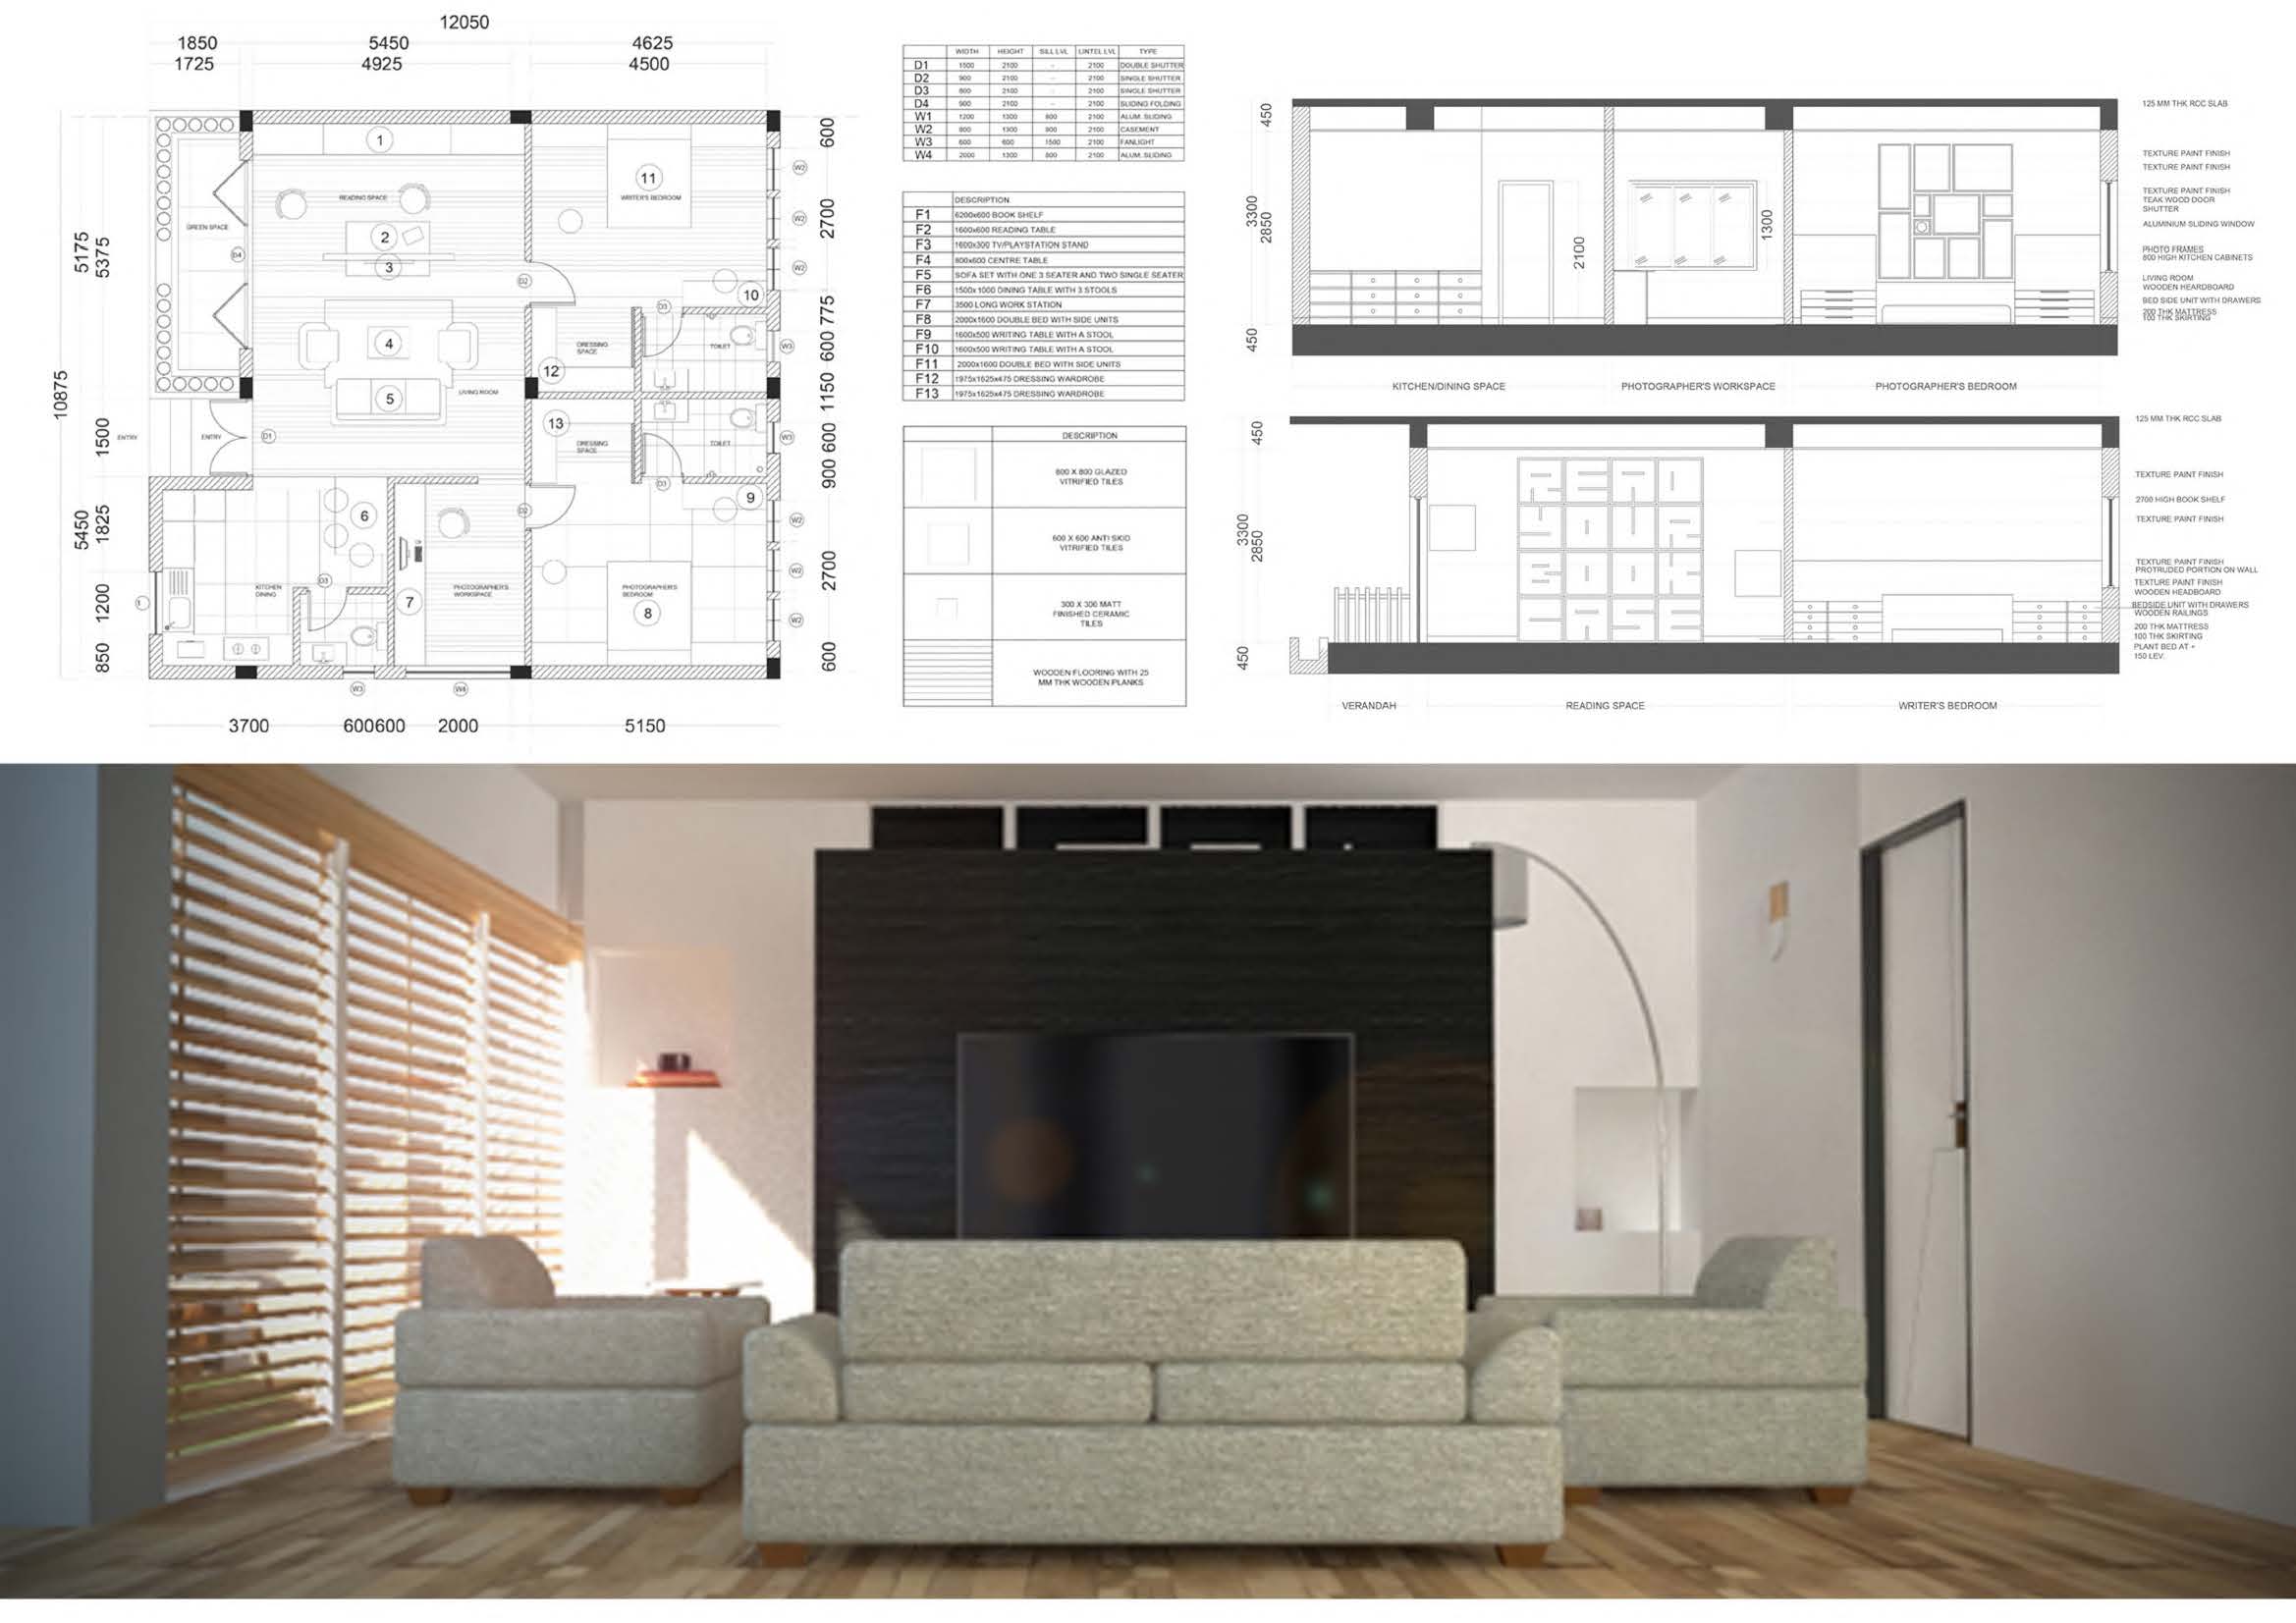 12050
1850 5450 4625
1725 4925 4500
10875
5175
5375
1500
5450
1825
1200
850
600
2700
775
600
1150
600
900
2700
600
3700 600600 2000 5150
1
READING SPACE
2
3
4
5
LIVING ROOM
GREEN SPACE
D4
ENTRY
ENTRY
D1
11
WRITER'S BEDROOM
D2
10
W2
W2
W2
D3
DRESSING
SPACE
12
TOILET
W3
13
DRESSING
SPACE
TOILET
W3
D3
9
6
D2
W2
W2
W2
KITCHEN
DINING
D3
7
PHOTOGRAPHER'S
WORKSPACE
PHOTOGRAPHER'S
BEDROOM
8
W3
W4
WIDTH HEIGHT SILL LVL LINTEL LVL TYPE
D1 1500 2100 - 2100 DOUBLE SHUTTER
D2 900 2100 - 2100 SINGLE SHUTTER
D3 800 2100 - 2100 SINGLE SHUTTER
D4 900 2100 - 2100 SLIDING FOLDING
W1 1200 1300 800 2100 ALUM. SLIDING
W2 800 1300 800 2100 CASEMENT
W3 600 600 1500 2100 FANLIGHT
W4 2000 1300 800 2100 ALUM. SLIDING
DESCRIPTION
F1 6200x600 BOOK SHELF
F2 1600x600 READING TABLE
F3 1600x300 TV/PLAYSTATION STAND
F4 800x600 CENTRE TABLE
F5 SOFA SET WITH ONE 3 SEATER AND TWO SINGLE SEATER
F6 1500x1000 DINING TABLE WITH 3 STOOLS
F7 3500 LONG WORK STATION
F8 2000x1600 DOUBLE BED WITH SIDE UNITS
F9 1600x500 WRITING TABLE WITH A STOOL
F10 1600x500 WRITING TABLE WITH A STOOL
F11 2000x1600 DOUBLE BED WITH SIDE UNITS
F12 1975x1625x475 DRESSING WARDROBE
F13 1975x1625x475 DRESSING WARDROBE
DESCRIPTION
800 X 800 GLAZED
VITRIFIED TILES
600 X 600 ANTI SKID
VITRIFIED TILES
300 X 300 MATT
FINISHED CERAMIC
TILES
WOODEN FLOORING WITH 25
MM THK WOODEN PLANKS
450
3300
2850
450
2100
1300
125 MM THK RCC SLAB
TEXTURE PAINT FINISH
TEXTURE PAINT FINISH
TEXTURE PAINT FINISH
TEAK WOOD DOOR
SHUTTER
ALUMINIUM SLIDING WINDOW
PHOTO FRAMES
800 HIGH KITCHEN CABINETS
LIVING ROOM
WOODEN HEARDBOARD
BED SIDE UNIT WITH DRAWERS
200 THK MATTRESS
100 THK SKIRTING
KITCHEN/DINING SPACE PHOTOGRAPHER'S WORKSPACE PHOTOGRAPHER'S BEDROOM
450
3300
2850
450
125 MM THK RCC SLAB
TEXTURE PAINT FINISH
2700 HIGH BOOK SHELF
TEXTURE PAINT FINISH
TEXTURE PAINT FINISH
PROTRUDED PORTION ON WALL
TEXTURE PAINT FINISH
WOODEN HEADBOARD
BEDSIDE UNIT WITH DRAWERS
WOODEN RAILINGS
200 THK MATTRESS
100 THK SKIRTING
PLANT BED AT +
150 LEV.
VERANDAH READING SPACE WRITER'S BEDROOM